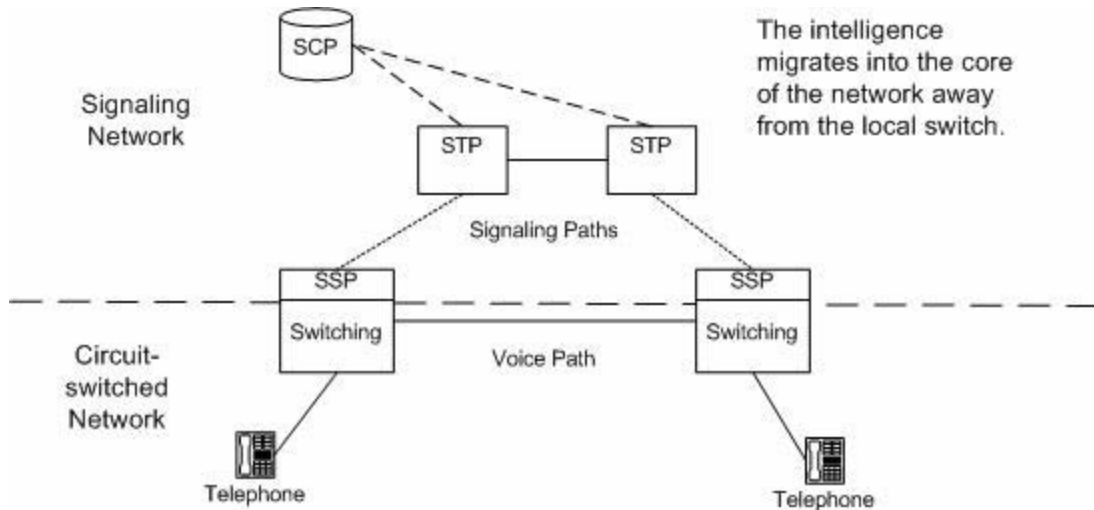 SCP
The intelligence
migrates into the core
of the network away
from the local switch.
Signaling
Network
STP
STP
Signaling Paths
SSP
SSP
Switching
Switching
Voice Path
Circuit-
switched
Network
Telephone
Telephone